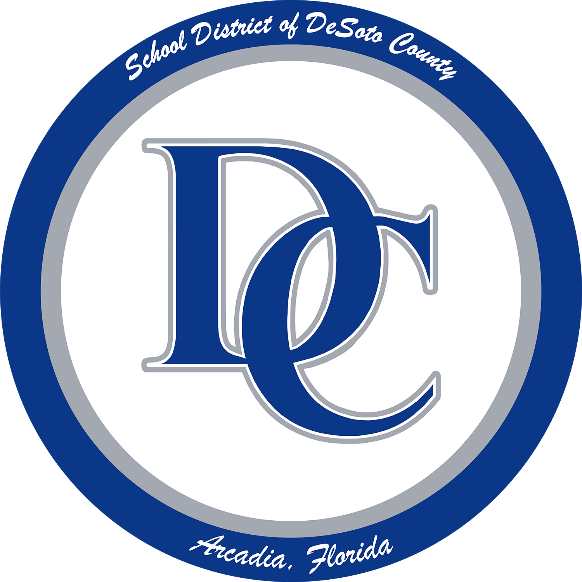 School District of DeSoto County
DC
Arcadia, Florida